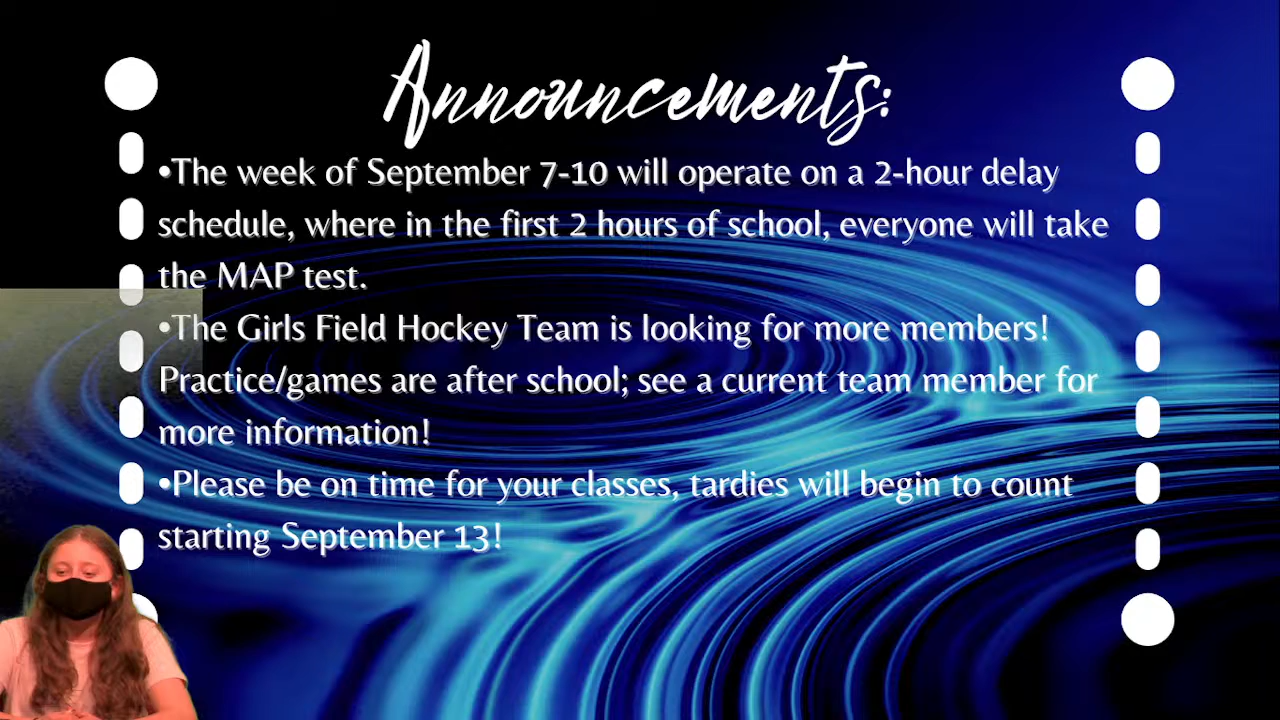 Announcements:
•The week of September 7-10 will operate on a 2-hour delay
schedule, where in the first 2 hours of school, everyone will take
the MAP test.
•The Girls Field Hockey Team is looking for more members!
Practice/games are after school; see a current team member for
more information!
•Please be on time for your classes, tardies will begin to count
starting September 13!